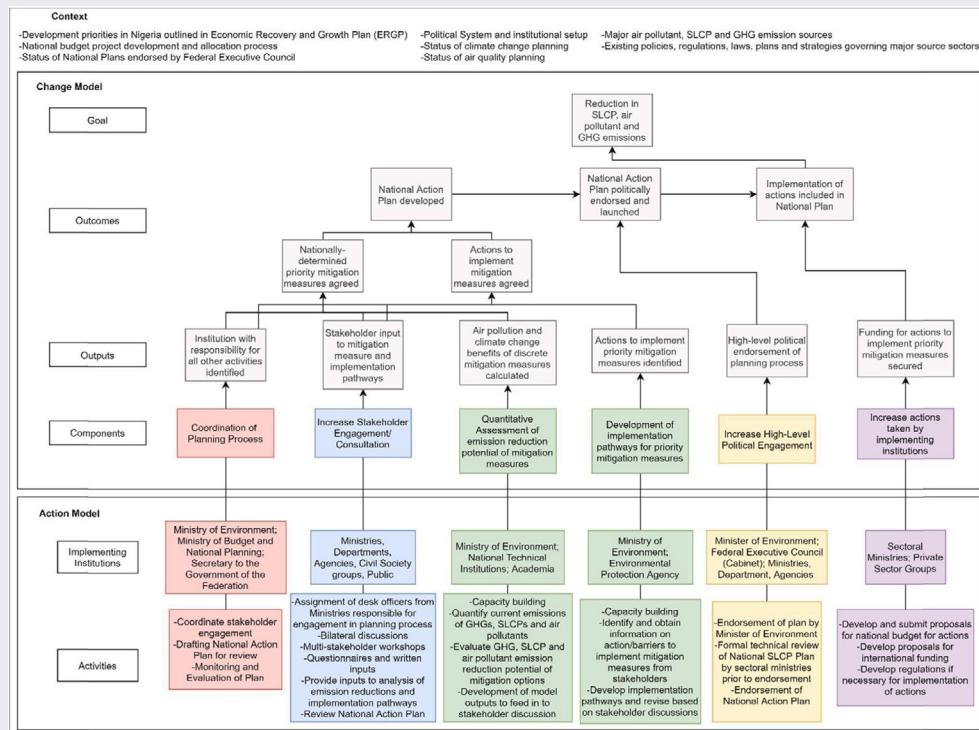 Context
-Development priorities in Nigeria outlined in Economic Recovery and Growth Plan (ERGP)
-National budget project development and allocation process
-Status of National Plans endorsed by Federal Executive Council
-Political System and institutional setup
-Status of climate change planning
-Status of air quality planning
-Major air pollutant, SLCP and GHG emission sources
-Existing policies, regulations, laws, plans and strategies governing major source sectors
Change Model
Goal
Reduction in
SLCP, air
pollutant and
GHG emissions
Outcomes
National Action
Plan developed
National Action
Plan politically
endorsed and
launched
Implementation of
actions included in
National Plan
Nationally-
determined
priority mitigation
measures agreed
Actions to
implement
mitigation
measures agreed
Outputs
Institution with
responsibility for
all other activities
identified
Stakeholder input
to mitigation
measure and
implementation
pathways
Air pollution and
climate change
benefits of discrete
mitigation measures
calculated
Actions to implement
priority mitigation
measures identified
High-level political
endorsement of
planning process
Funding for actions to
implement priority
mitigation measures
secured
Components
Coordination of
Planning Process
Increase Stakeholder
Engagement/
Consultation
Quantitative
Assessment of
emission reduction
potential of mitigation
measures
Development of
implementation
pathways for priority
mitigation measures
Increase High-Level
Political Engagement
Increase actions
taken by
implementing
institutions
Action Model
Implementing
Institutions
Ministry of Environment;
Ministry of Budget and
National Planning;
Secretary to the
Government of the
Federation
Ministries,
Departments,
Agencies, Civil Society
groups, Public
Ministry of Environment;
National Technical
Institutions; Academia
Ministry of
Environment;
Environmental
Protection Agency
Minister of Environment;
Federal Executive Council
(Cabinet); Ministries,
Department, Agencies
Sectoral
Ministries; Private
Sector Groups
Activities
-Coordinate stakeholder
engagement
-Drafting National Action
Plan for review
-Monitoring and
Evaluation of Plan
-Assignment of desk officers from
Ministries responsible for
engagement in planning process
-Bilateral discussions
-Multi-stakeholder workshops
-Questionnaires and written
inputs
-Provide inputs to analysis of
emission reductions and
implementation pathways
-Review National Action Plan
-Capacity building
-Quantify current emissions
of GHGs, SLCPs and air
pollutants
-Evaluate GHG, SLCP and
air pollutant emission
reduction potential of
mitigation options
-Development of model
outputs to feed in to
stakeholder discussion
-Capacity building
-Identify and obtain
information on
action/barriers to
implement mitigation
measures from
stakeholders
-Develop implementation
pathways and revise based
on stakeholder discussions
-Endorsement of plan by
Minister of Environment
-Formal technical review
of National SLCP Plan
by sectoral ministries
prior to endorsement
-Endorsement of
National Action Plan
-Develop and submit proposals
for national budget for actions
-Develop proposals for
international funding
-Develop regulations if
necessary for implementation
of actions